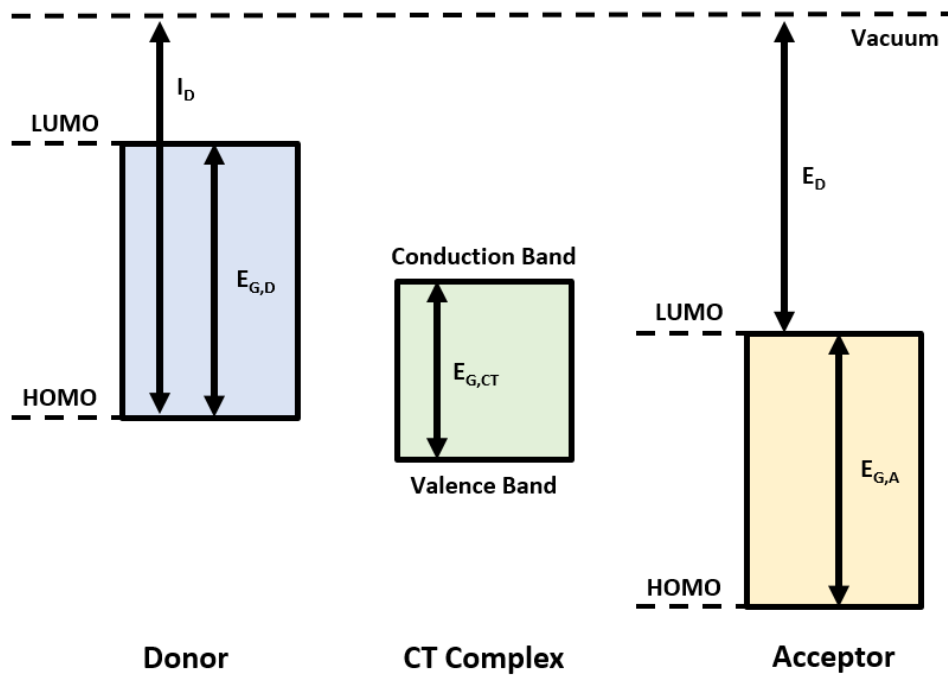 Vacuum
I_D
LUMO
E_G,D
HOMO
Donor
Conduction Band
E_G,CT
Valence Band
CT Complex
E_D
LUMO
E_G,A
HOMO
Acceptor